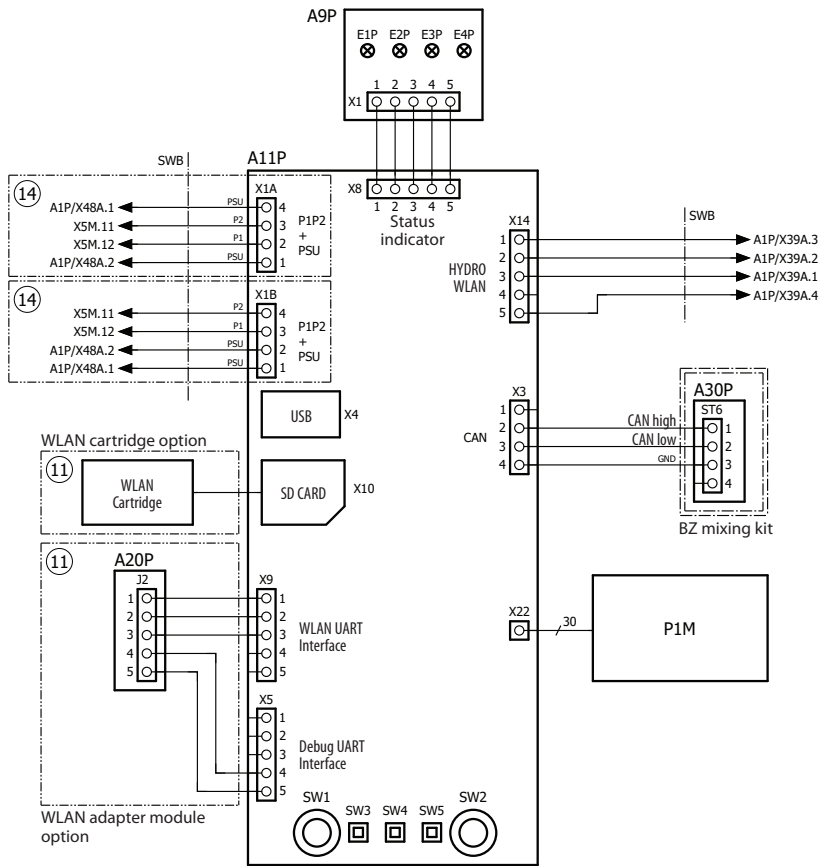 A9P
E1P E2P E3P E4P
1 2 3 4 5
X1
SWB
A11P
14
A1P/X48A.1
X5M.11
X5M.12
A1P/X48A.2
PSU
P2
P1
PSU
X1A
4
3
2
1
P1P2
+
PSU
X8
1 2 3 4 5
Status
indicator
14
X5M.11
X5M.12
A1P/X48A.2
A1P/X48A.1
P2
P1
PSU
PSU
X1B
4
3
2
1
P1P2
+
PSU
X14
1
2
3
4
5
HYDRO
WLAN
SWB
A1P/X39A.3
A1P/X39A.2
A1P/X39A.1
A1P/X39A.4
USB
X4
X3
1
2
3
4
CAN
CAN high
CAN low
GND
A30P
ST6
1
2
3
4
BZ mixing kit
WLAN cartridge option
11
WLAN
Cartridge
SD CARD
X10
11
A20P
J2
1
2
3
4
5
X9
1
2
3
4
5
WLAN UART
Interface
X22
30
P1M
X5
1
2
3
4
5
Debug UART
Interface
WLAN adapter module
option
SW1
SW3 SW4 SW5
SW2